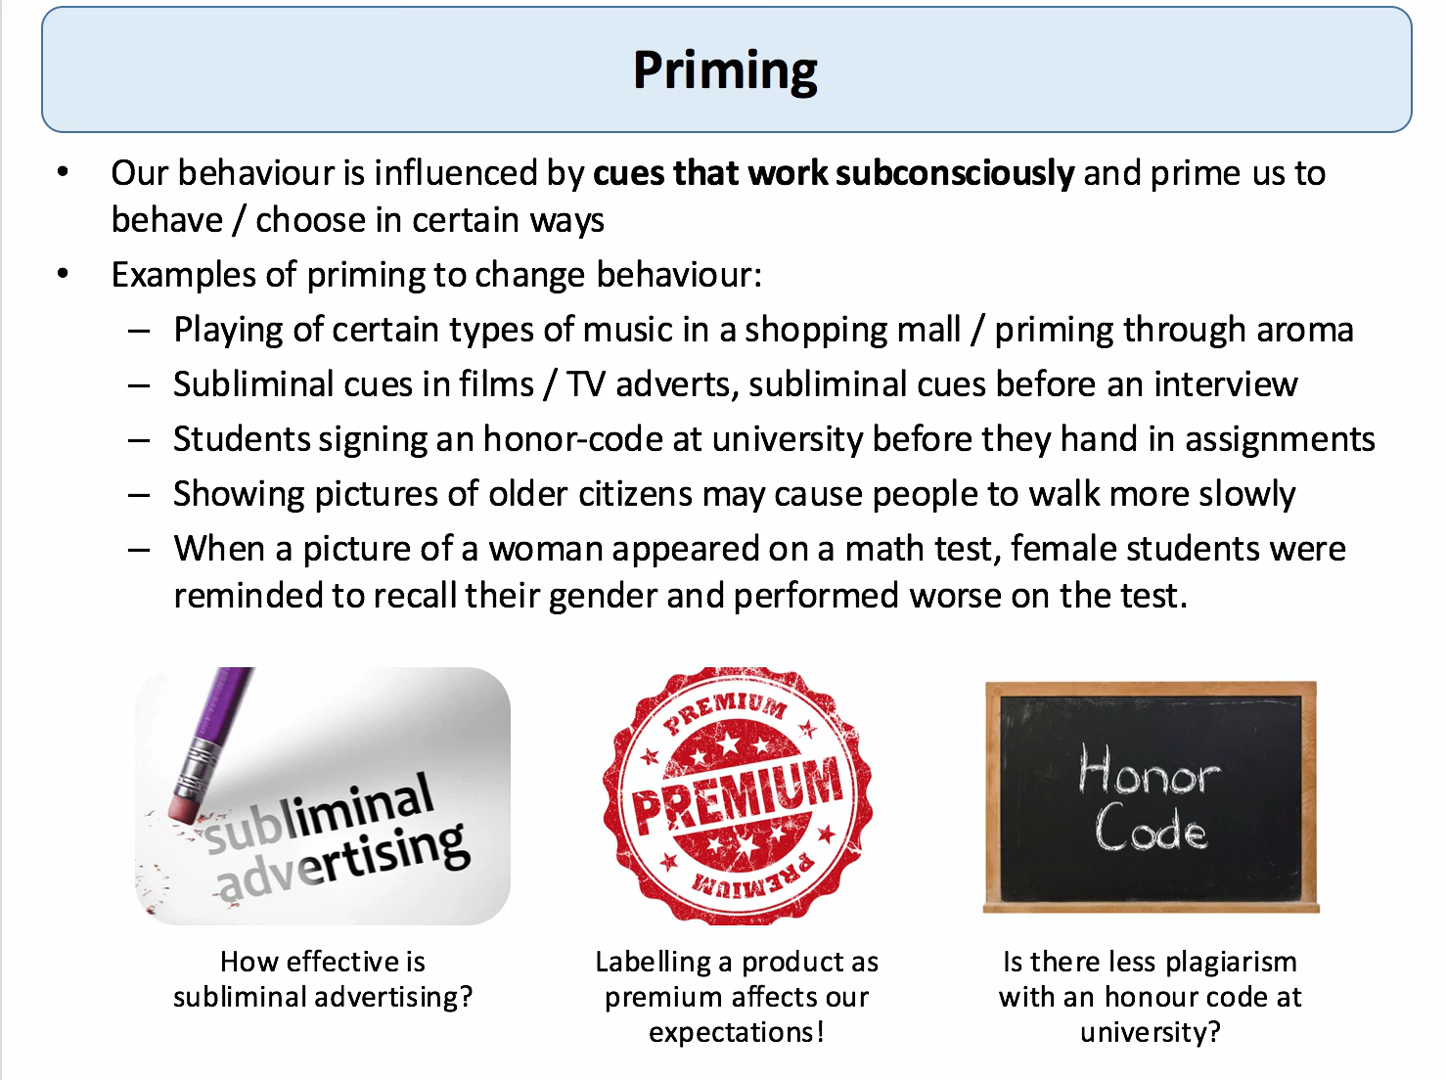 Priming
• Our behaviour is influenced by cues that work subconsciously and prime us to
behave / choose in certain ways
• Examples of priming to change behaviour:
– Playing of certain types of music in a shopping mall / priming through aroma
– Subliminal cues in films / TV adverts, subliminal cues before an interview
– Students signing an honor-code at university before they hand in assignments
– Showing pictures of older citizens may cause people to walk more slowly
– When a picture of a woman appeared on a math test, female students were
reminded to recall their gender and performed worse on the test.
subliminal
advertising
PREMIUM
PREMIUM
PREMIUM
Honor
Code
How effective is
subliminal advertising?
Labelling a product as
premium affects our
expectations!
Is there less plagiarism
with an honour code at
university?